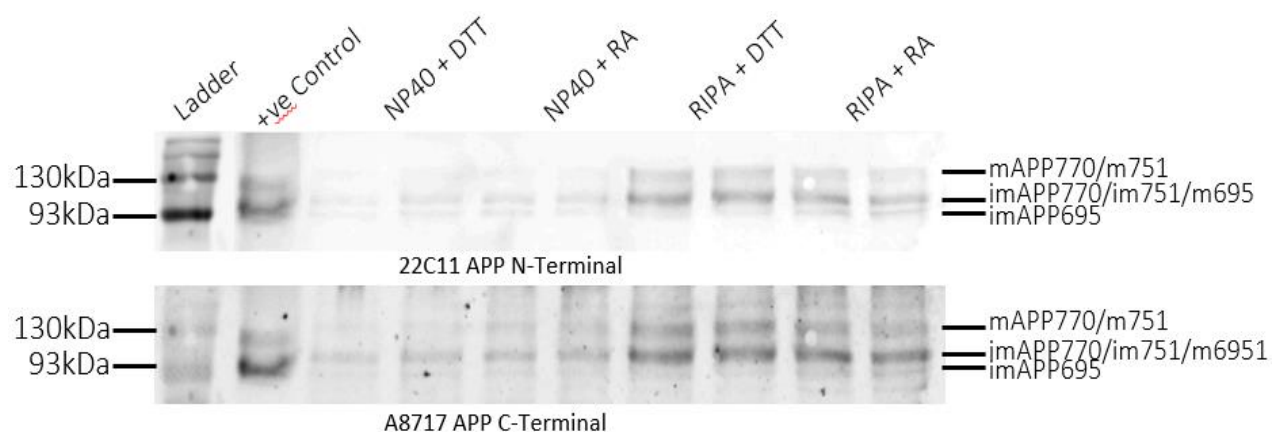 Ladder
+ve Control
NP40 + DTT
NP40 + RA
RIPA + DTT
RIPA + RA
130kDa
93kDa
mAPP770/m751
imAPP770/im751/m695
imAPP695
22C11 APP N-Terminal
130kDa
93kDa
mAPP770/m751
imAPP770/im751/m6951
imAPP695
A8717 APP C-Terminal